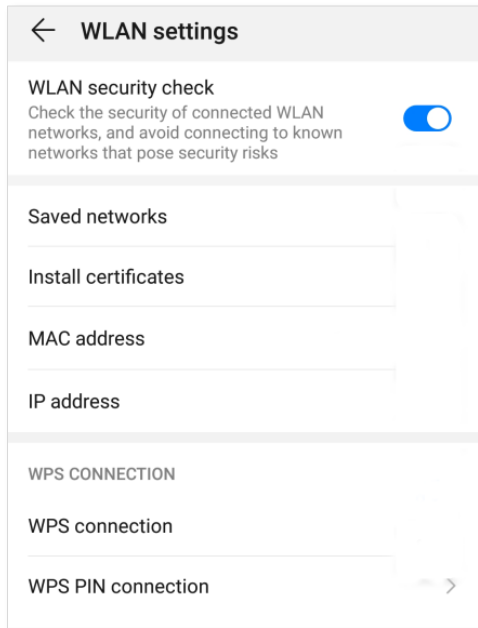 WLAN settings
WLAN security check
Check the security of connected WLAN
networks, and avoid connecting to known
networks that pose security risks
Saved networks
Install certificates
MAC address
IP address
WPS CONNECTION
WPS connection
WPS PIN connection